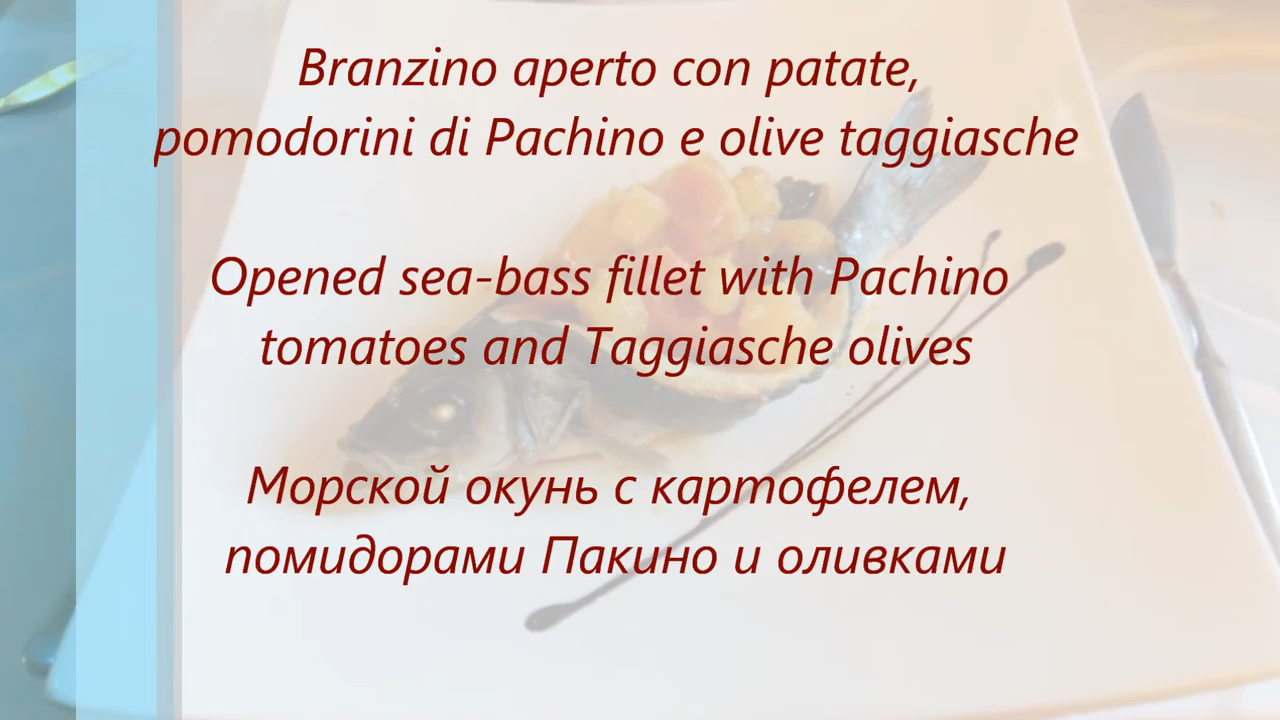 Branzino aperto con patate,
pomodorini di Pachino e olive taggiasche
Opened sea-bass fillet with Pachino
tomatoes and Taggiasche olives
Морской окунь с картофелем,
помидорами Пакино и оливками